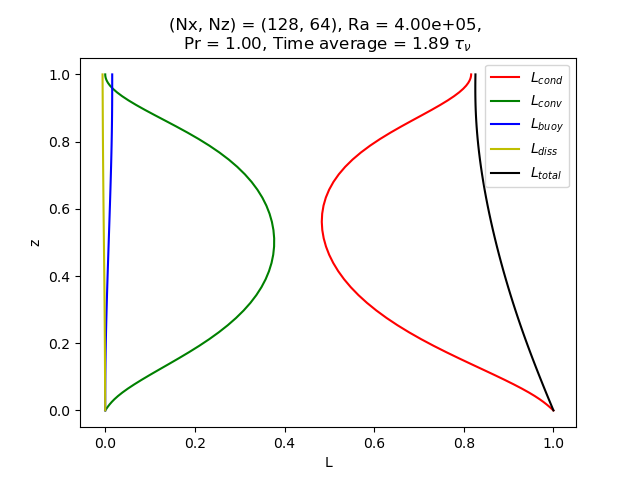 (Nx, Nz) = (128, 64), Ra = 4.00e+05,
Pr = 1.00, Time average = 1.89 τ_ν
1.0
0.8
0.6
0.4
0.2
0.0
z
0.0 0.2 0.4 0.6 0.8 1.0
L
L_cond
L_conv
L_buoy
L_diss
L_total